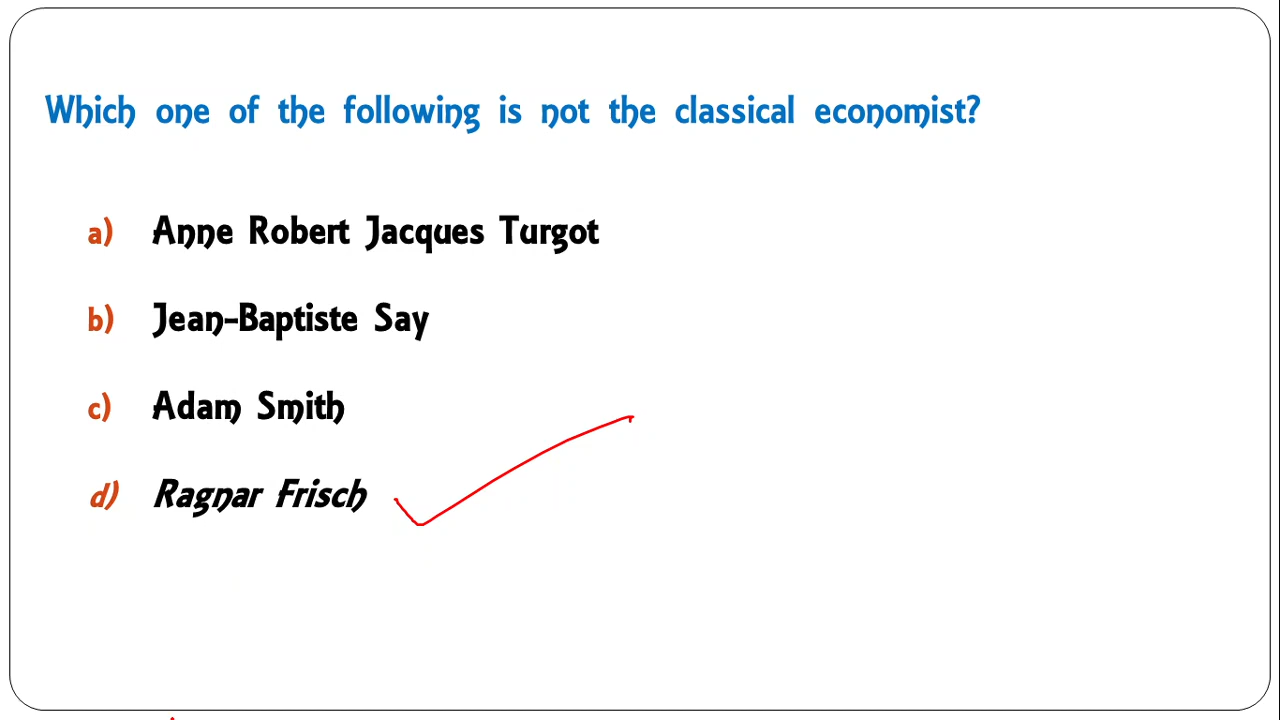 Which one of the following is not the classical economist?
a) Anne Robert Jacques Turgot
b) Jean-Baptiste Say
c) Adam Smith
d) Ragnar Frisch